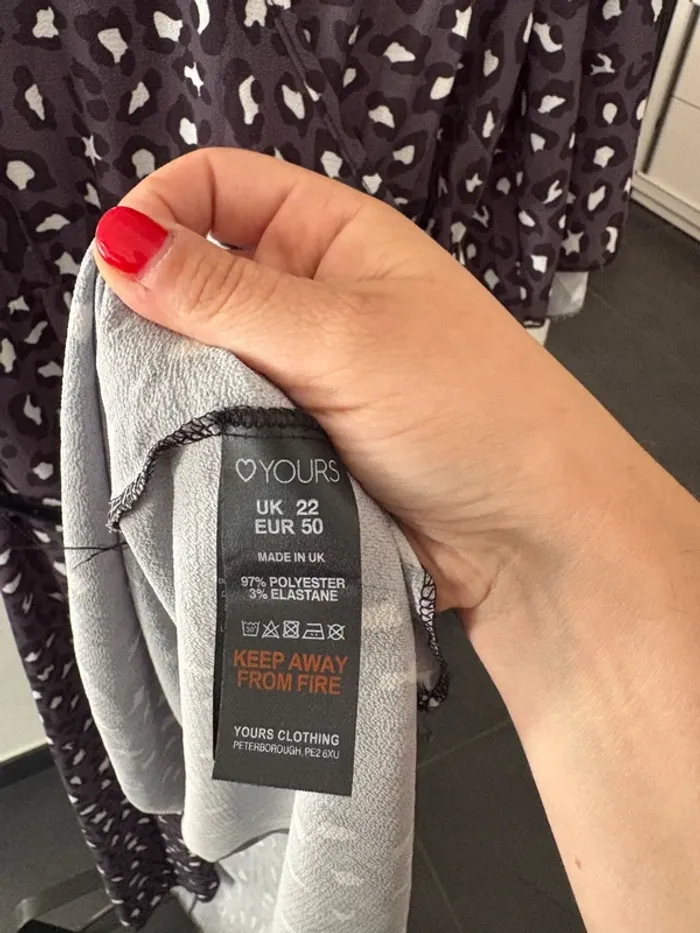 YOURS
UK 22
EUR 50
MADE IN UK
97% POLYESTER
3% ELASTANE
30°
KEEP AWAY
FROM FIRE
YOURS CLOTHING
PETERBOROUGH, PE2 6XU